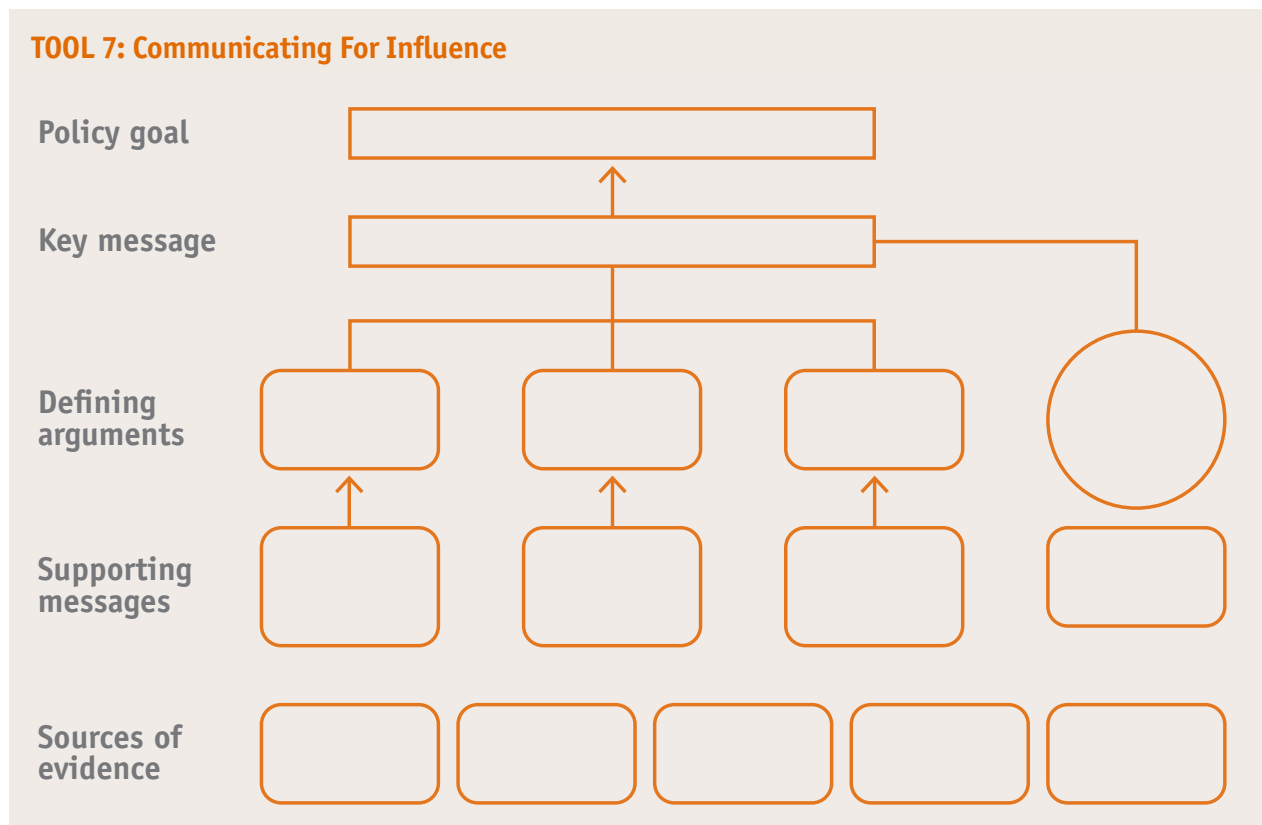 TOOL 7: Communicating For Influence
Policy goal
Key message
Defining
arguments
Supporting
messages
Sources of
evidence